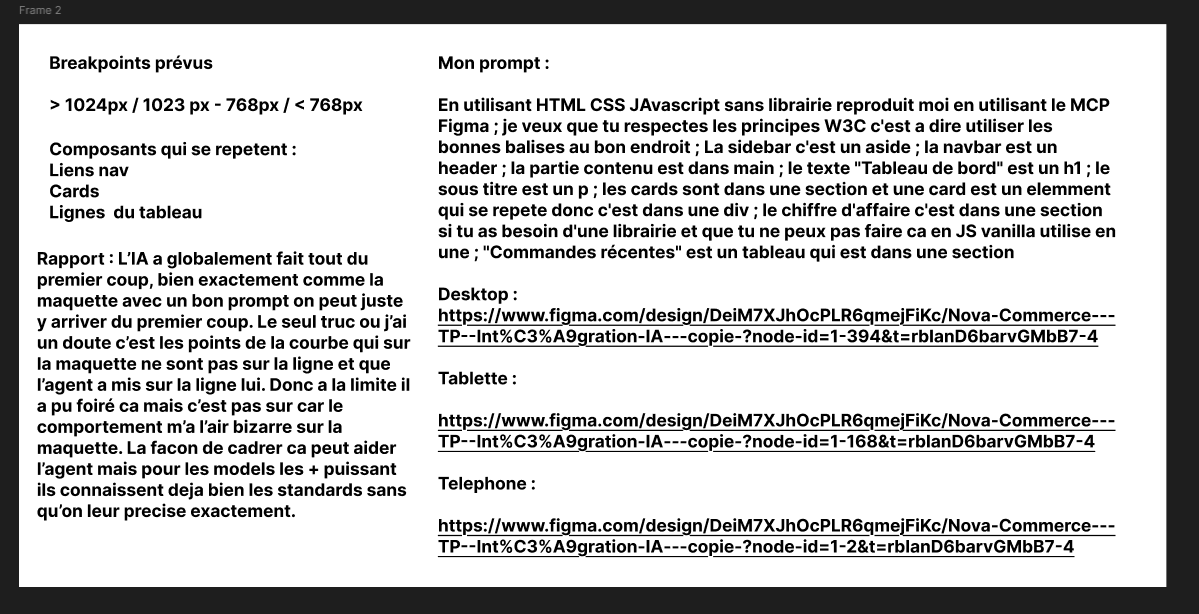 Frame 2
Breakpoints prévus
> 1024px / 1023 px - 768px / < 768px
Composants qui se repetent :
Liens nav
Cards
Lignes  du tableau
Rapport : L’IA a globalement fait tout du
premier coup, bien exactement comme la
maquette avec un bon prompt on peut juste
y arriver du premier coup. Le seul truc ou j’ai
un doute c’est les points de la courbe qui sur
la maquette ne sont pas sur la ligne et que
l’agent a mis sur la ligne lui. Donc a la limite il
a pu foiré ca mais c’est pas sur car le
comportement m’a l’air bizarre sur la
maquette. La facon de cadrer ca peut aider
l’agent mais pour les models les + puissant
ils connaissent deja bien les standards sans
qu’on leur precise exactement.
Mon prompt :
En utilisant HTML CSS JAvascript sans librairie reproduit moi en utilisant le MCP
Figma ; je veux que tu respectes les principes W3C c'est a dire utiliser les
bonnes balises au bon endroit ; La sidebar c'est un aside ; la navbar est un
header ; la partie contenu est dans main ; le texte "Tableau de bord" est un h1 ; le
sous titre est un p ; les cards sont dans une section et une card est un elemment
qui se repete donc c'est dans une div ; le chiffre d'affaire c'est dans une section
si tu as besoin d'une librairie et que tu ne peux pas faire ca en JS vanilla utilise en
une ; "Commandes récentes" est un tableau qui est dans une section
Desktop :
https://www.figma.com/design/DeiM7XJhOcPLR6qmejFiKc/Nova-Commerce---
TP--Int%C3%A9gration-IA---copie-?node-id=1-394&t=rbIanD6barvGMbB7-4
Tablette :
https://www.figma.com/design/DeiM7XJhOcPLR6qmejFiKc/Nova-Commerce---
TP--Int%C3%A9gration-IA---copie-?node-id=1-168&t=rbIanD6barvGMbB7-4
Telephone :
https://www.figma.com/design/DeiM7XJhOcPLR6qmejFiKc/Nova-Commerce---
TP--Int%C3%A9gration-IA---copie-?node-id=1-2&t=rbIanD6barvGMbB7-4